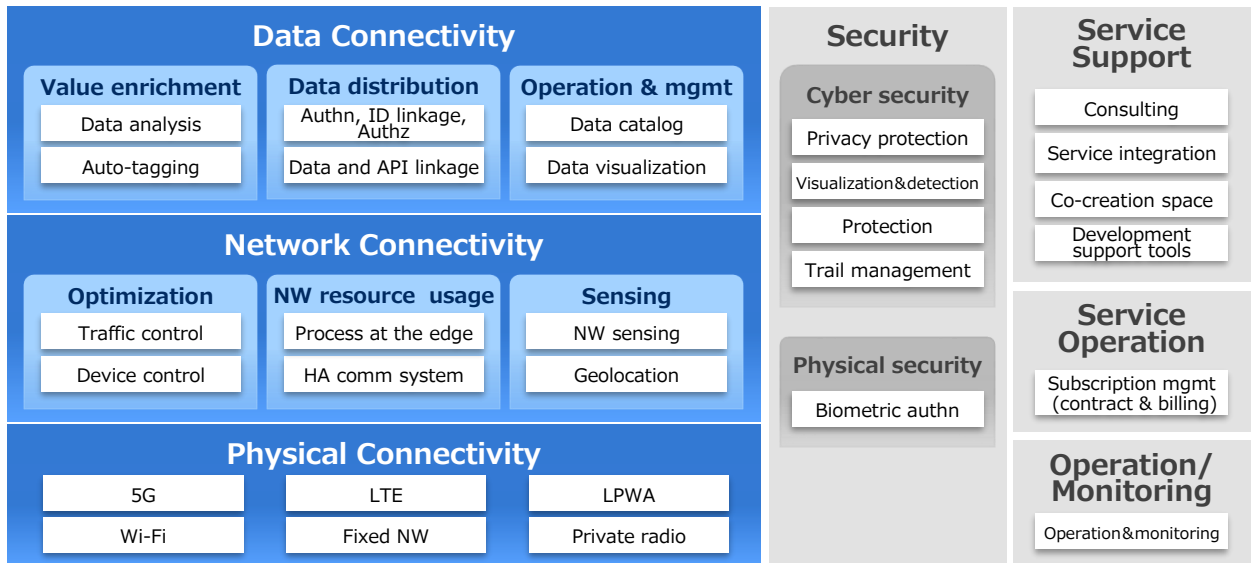 Data Connectivity
Value enrichment
Data analysis
Auto-tagging
Data distribution
Authn, ID linkage,
Authz
Data and API linkage
Operation & mgmt
Data catalog
Data visualization
Network Connectivity
Optimization
Traffic control
Device control
NW resource usage
Process at the edge
HA comm system
Sensing
NW sensing
Geolocation
Physical Connectivity
5G
LTE
LPWA
Wi-Fi
Fixed NW
Private radio
Security
Cyber security
Privacy protection
Visualization&detection
Protection
Trail management
Physical security
Biometric authn
Service
Support
Consulting
Service integration
Co-creation space
Development
support tools
Service
Operation
Subscription mgmt
(contract & billing)
Operation/
Monitoring
Operation&monitoring